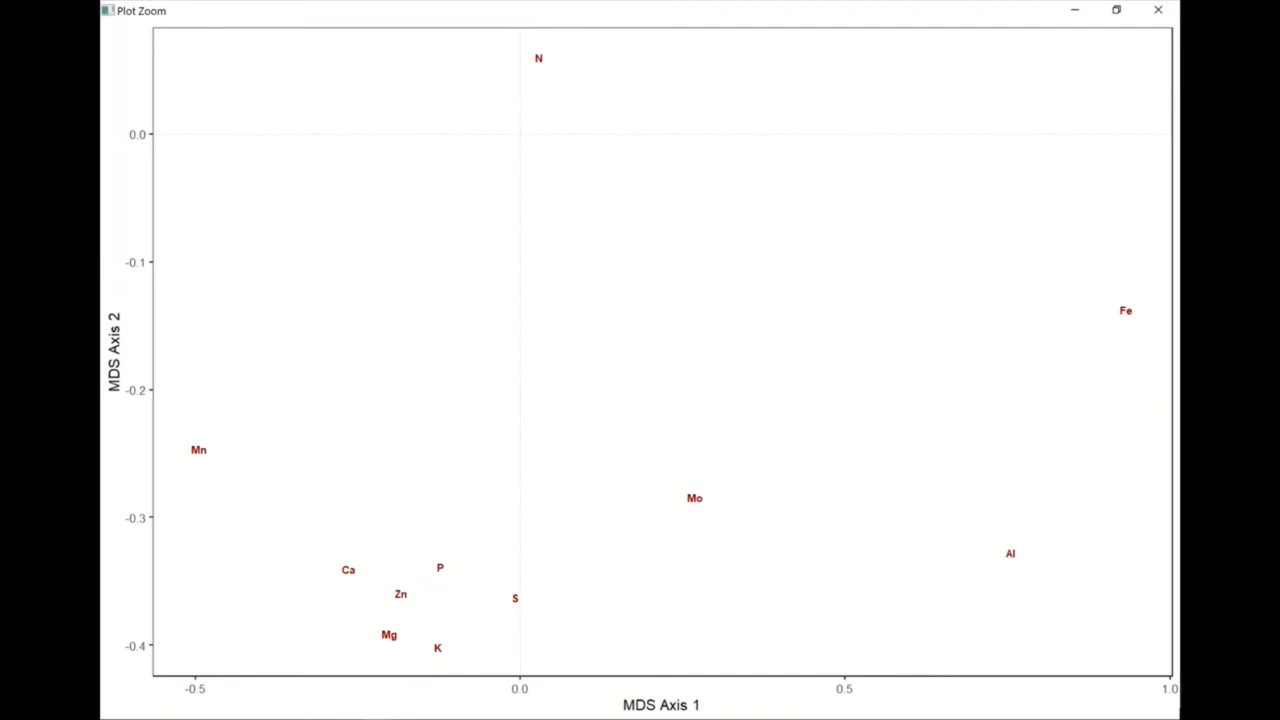 Plot Zoom
N
0.0
-0.1
Fe
MDS Axis 2
-0.2
Mn
Mo
-0.3
Al
Ca
P
Zn
S
Mg
K
-0.4
-0.5
0.0
0.5
1.0
MDS Axis 1